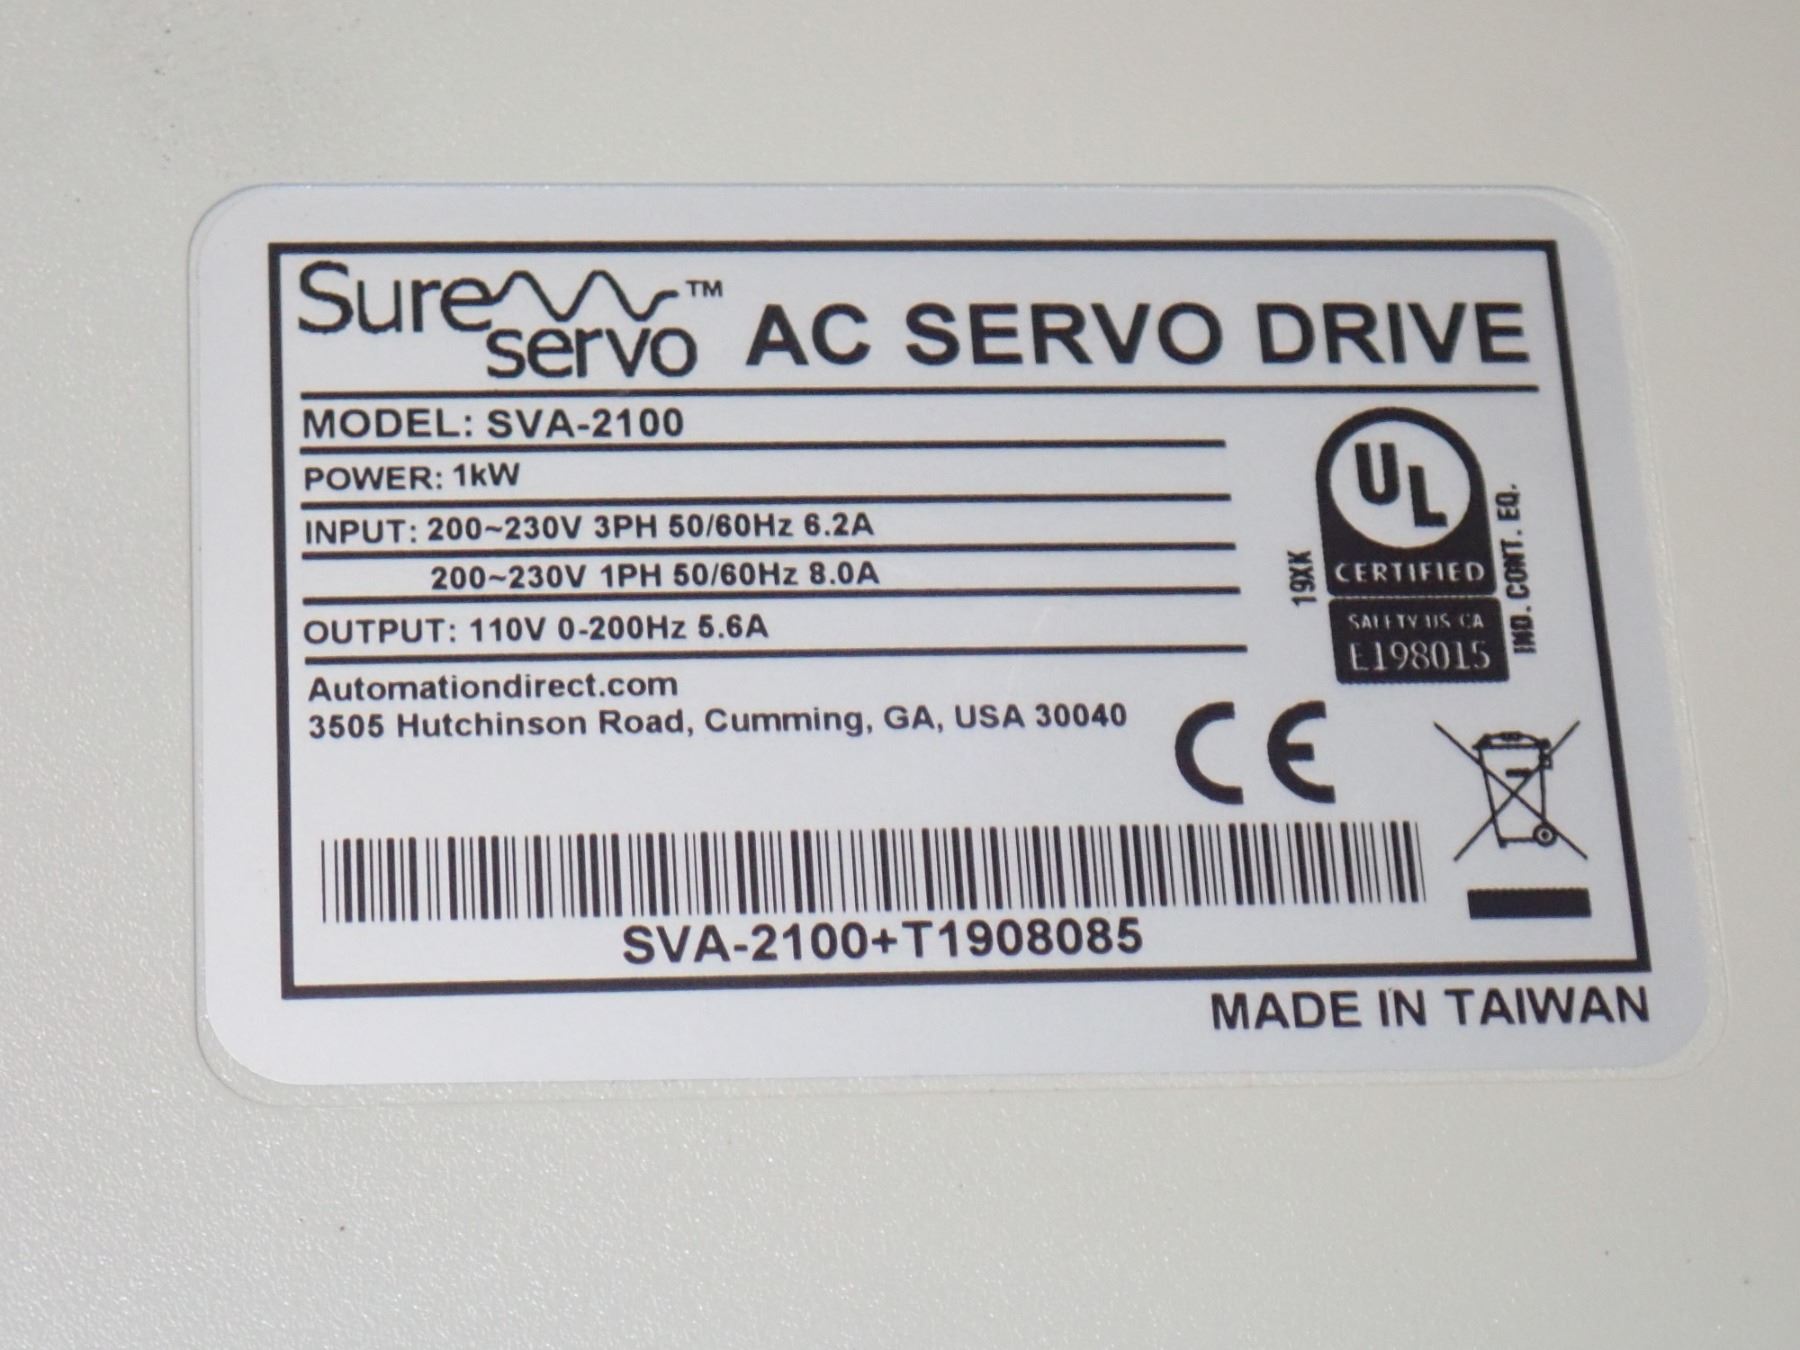 Sure servo™ AC SERVO DRIVE
MODEL: SVA-2100
POWER: 1kW
INPUT: 200~230V 3PH 50/60Hz 6.2A
200~230V 1PH 50/60Hz 8.0A
OUTPUT: 110V 0-200Hz 5.6A
Automationdirect.com
3505 Hutchinson Road, Cumming, GA, USA 30040
UL
CERTIFIED
SAFETY US CA
E198015
19XK
IND. CONT. EQ.
CE
SVA-2100+T1908085
MADE IN TAIWAN